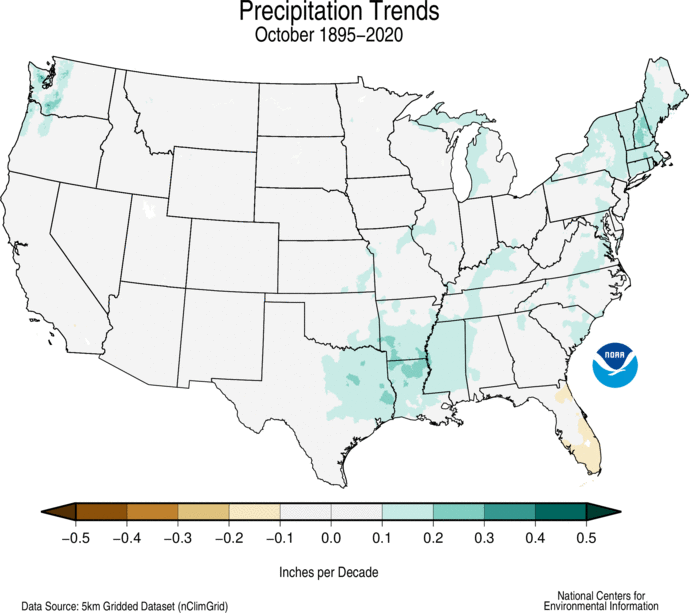 Precipitation Trends
October 1895–2020
NOAA
−0.5 −0.4 −0.3 −0.2 −0.1 0.0 0.1 0.2 0.3 0.4 0.5
Inches per Decade
Data Source: 5km Gridded Dataset (nClimGrid)
National Centers for
Environmental Information